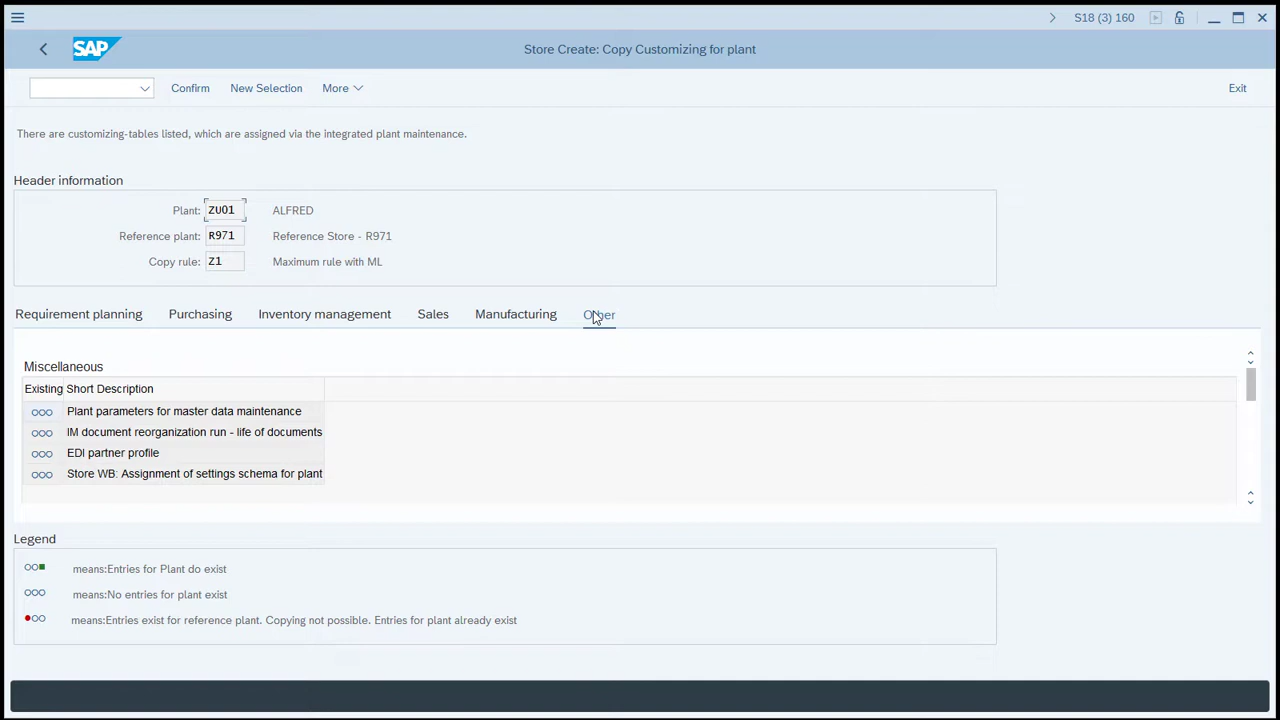 S18 (3) 160
SAP
Store Create: Copy Customizing for plant
Confirm New Selection More Exit
There are customizing-tables listed, which are assigned via the integrated plant maintenance.
Header information
Plant: ZU01 ALFRED
Reference plant: R971 Reference Store - R971
Copy rule: Z1 Maximum rule with ML
Requirement planning Purchasing Inventory management Sales Manufacturing Other
Miscellaneous
Existing Short Description
Plant parameters for master data maintenance
IM document reorganization run - life of documents
EDI partner profile
Store WB: Assignment of settings schema for plant
Legend
means:Entries for Plant do exist
means:No entries for plant exist
means:Entries exist for reference plant. Copying not possible. Entries for plant already exist